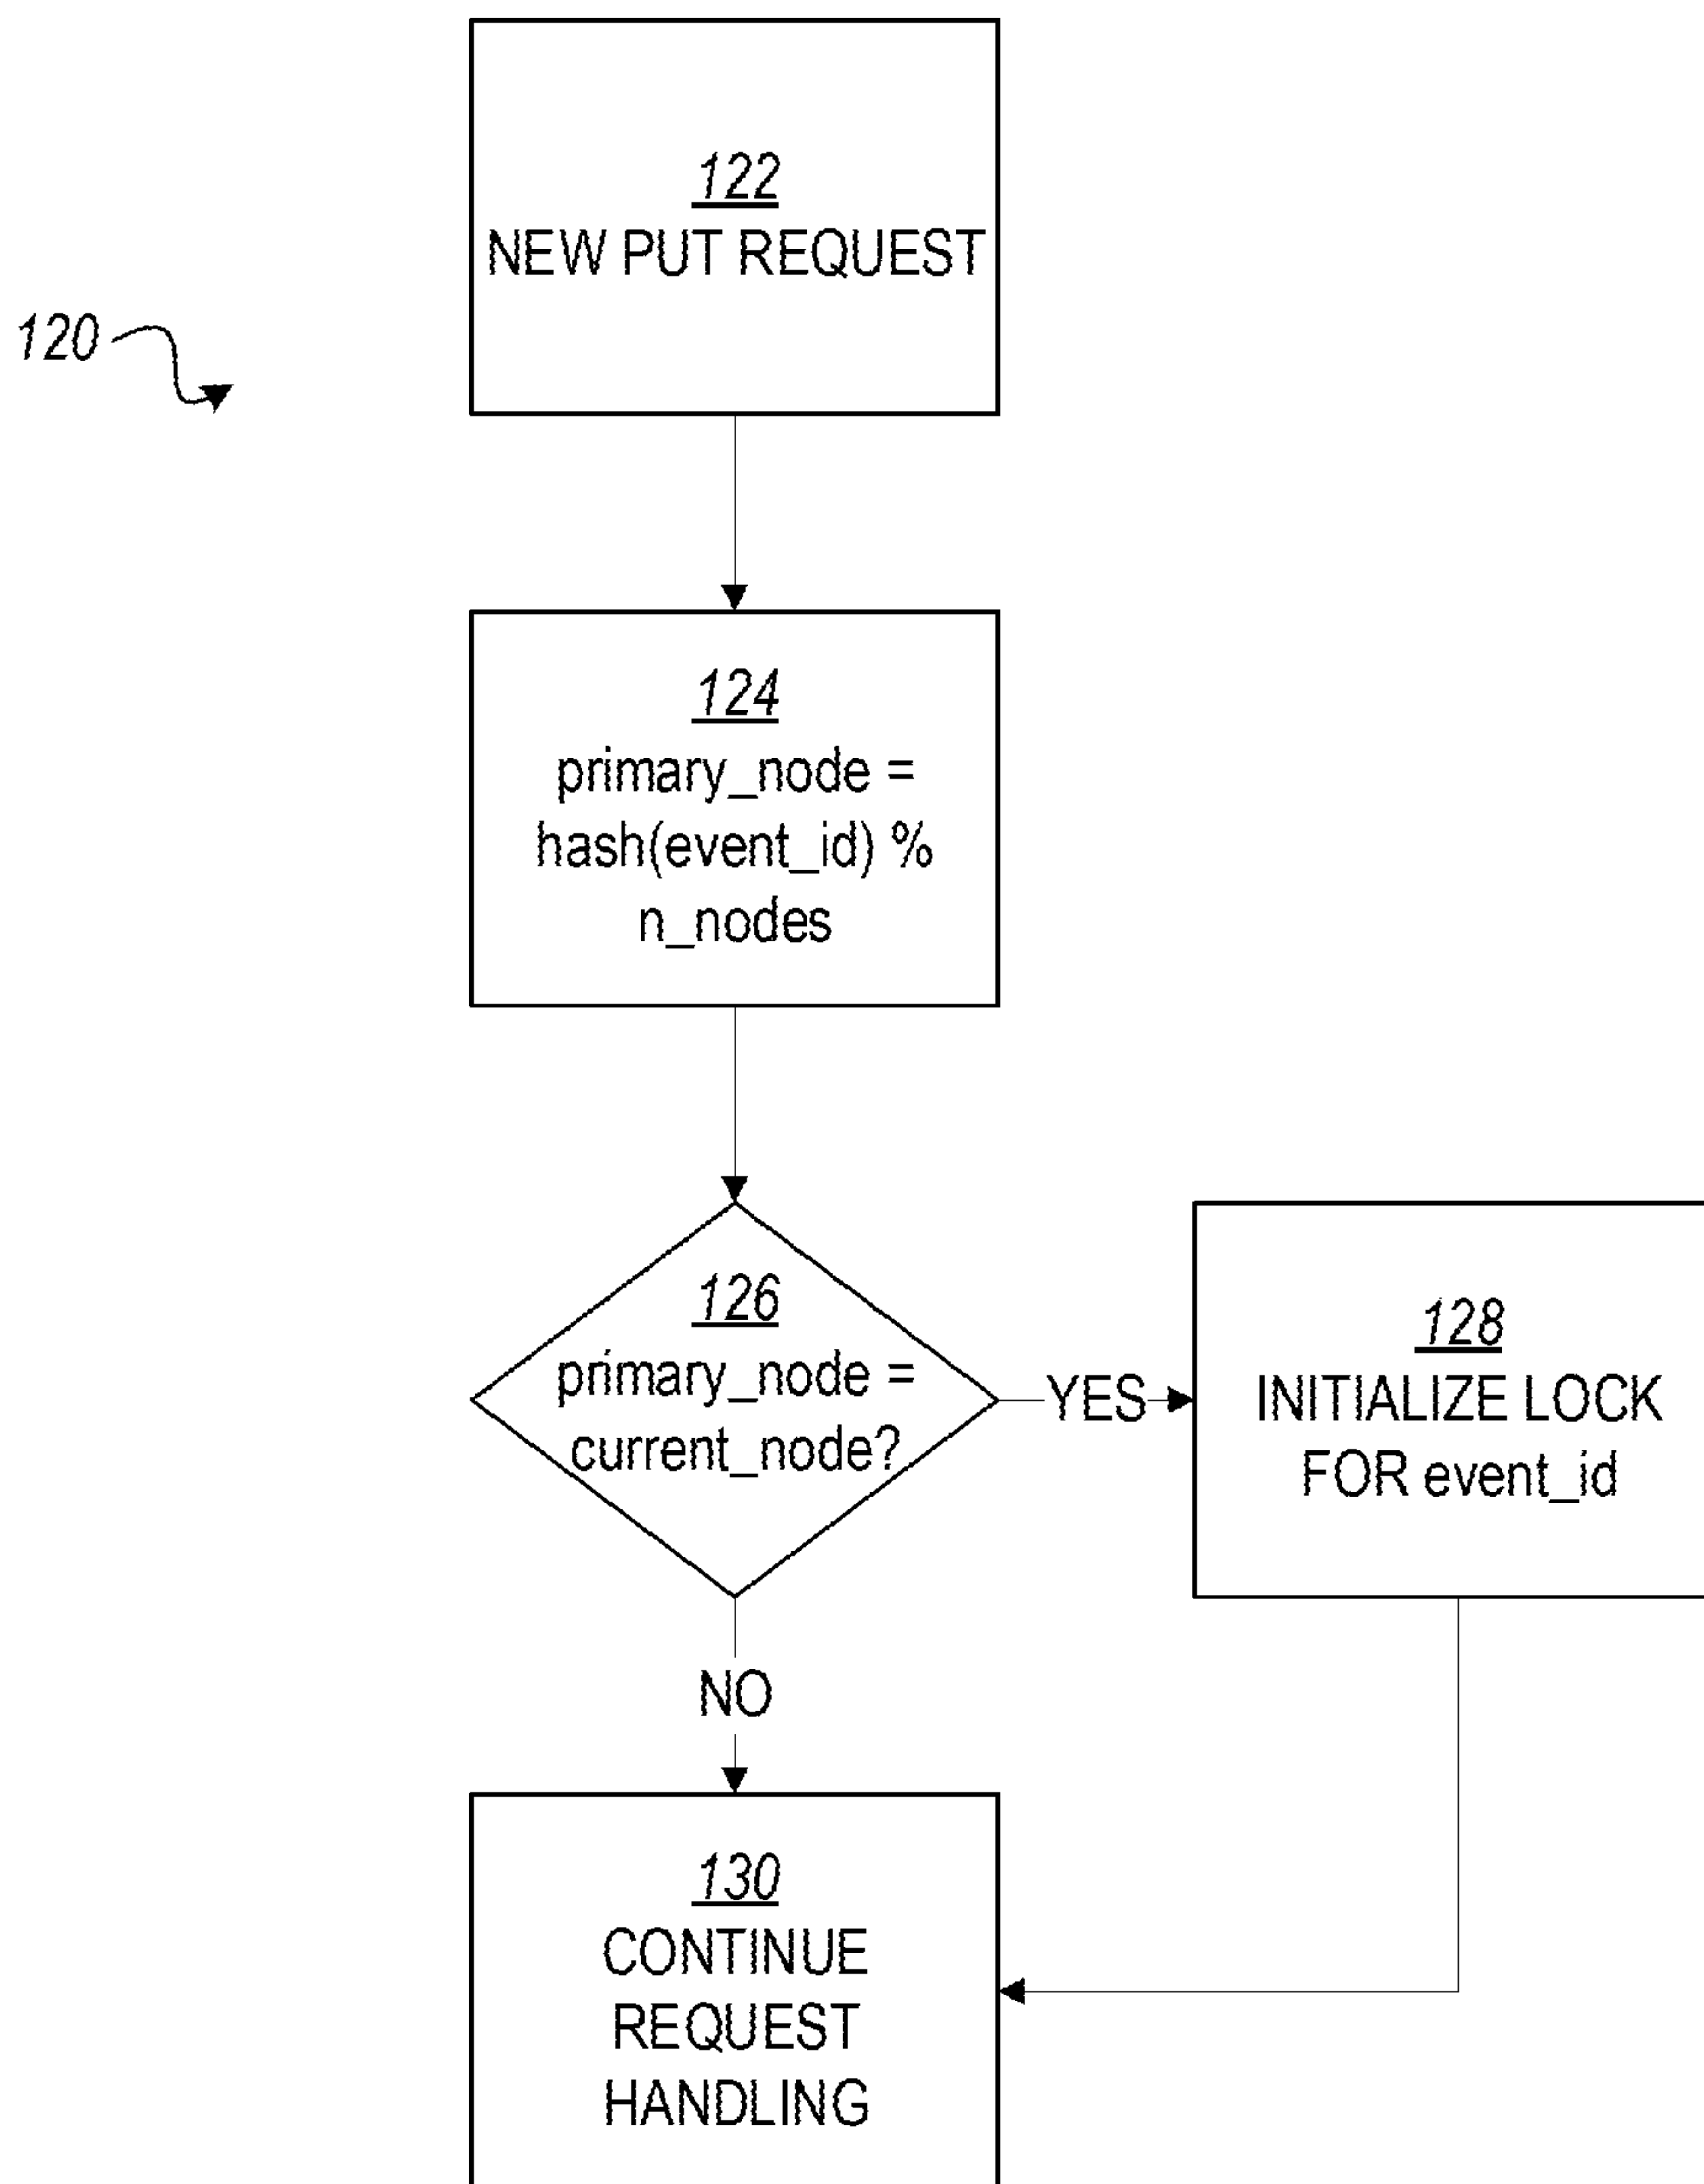 122
NEW PUT REQUEST
120
124
primary_node =
hash(event_id) %
n_nodes
126
primary_node =
current_node?
YES
128
INITIALIZE LOCK
FOR event_id
NO
130
CONTINUE
REQUEST
HANDLING